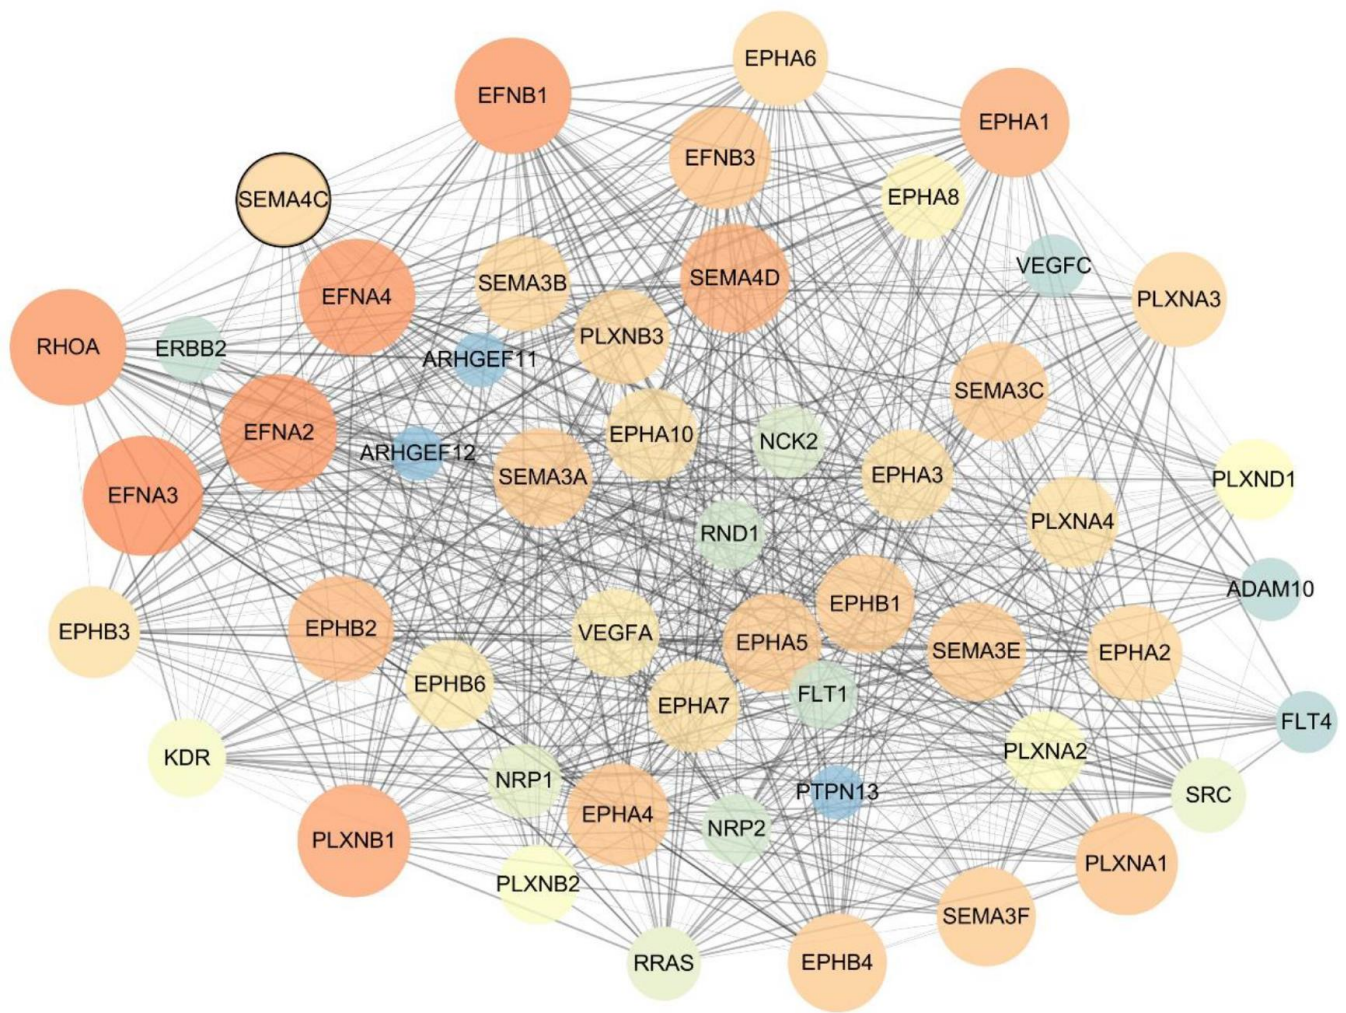 EPHA6
EFNB1
EPHA1
EFNB3
EPHA8
SEMA4C
VEGFC
SEMA4D
SEMA3B
EFNA4
PLXNA3
PLXNB3
RHOA
ERBB2
ARHGEF11
SEMA3C
EFNA2
EPHA10
NCK2
ARHGEF12
EPHA3
SEMA3A
PLXND1
EFNA3
PLXNA4
RND1
ADAM10
EPHB1
EPHB2
EPHB3
VEGFA
EPHA5
SEMA3E
EPHA2
EPHB6
FLT1
EPHA7
FLT4
PLXNA2
KDR
NRP1
PTPN13
SRC
EPHA4
NRP2
PLXNB1
PLXNA1
PLXNB2
SEMA3F
RRAS
EPHB4